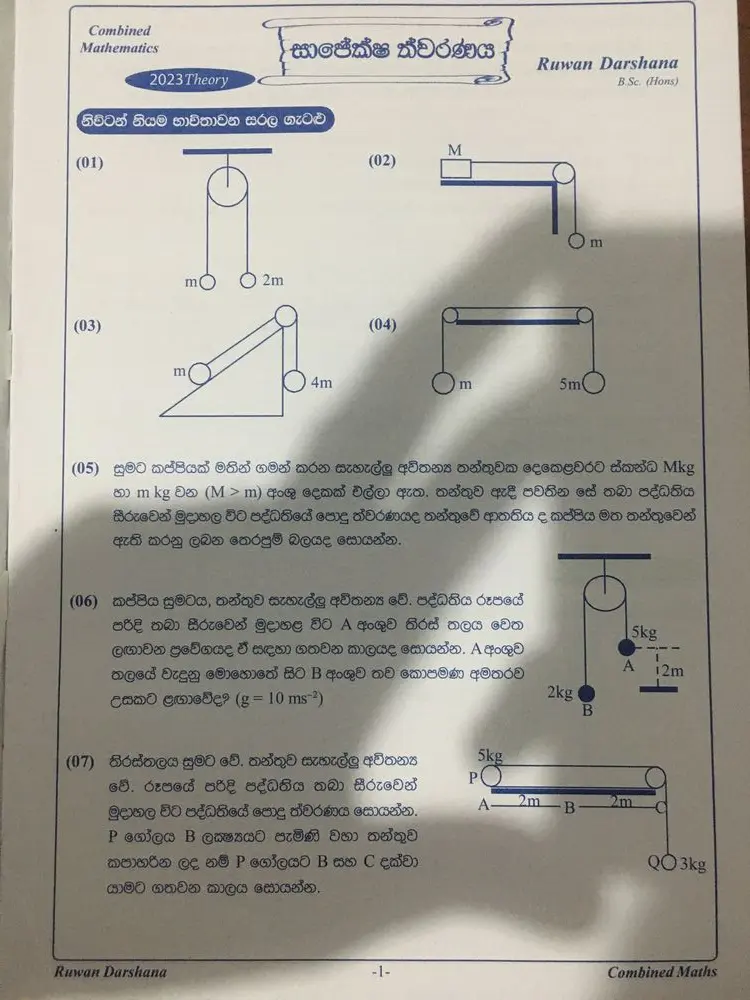 Combined
Mathematics
2023 Theory
සාපේක්ෂ ත්වරණය
Ruwan Darshana
B.Sc. (Hons)
නිව්ටන් නියම භාවිතාවන සරල ගැටළු
(01)
m
2m
(02)
M
m
(03)
m
4m
(04)
m
5m
(05) සුමට කප්පියක් මතින් ගමන් කරන සැහැල්ලු අවිතන්‍ය තන්තුවක දෙකෙළවරට ස්කන්ධ Mkg
හා m kg වන (M > m) අංශු දෙකක් එල්ලා ඇත. තන්තුව ඇදී පවතින සේ තබා පද්ධතිය
සීරුවෙන් මුදාහල විට පද්ධතියේ පොදු ත්වරණයද තන්තුවේ ආතතිය ද කප්පිය මත තන්තුවෙන්
ඇති කරනු ලබන තෙරපුම් බලයද සොයන්න.
(06) කප්පිය සුමටය, තන්තුව සැහැල්ලු අවිතන්‍ය වේ. පද්ධතිය රූපයේ
පරිදි තබා සීරුවෙන් මුදාහළ විට A අංශුව තිරස් තලය වෙත
ලඟාවන ප්‍රවේගයද ඒ සඳහා ගතවන කාලයද සොයන්න. A අංශුව
තලයේ වැදුනු මොහොතේ සිට B අංශුව තව කොපමණ අමතරව
උසකට ළඟාවේද? (g = 10 ms⁻²)
5kg
A
2m
2kg
B
(07) තිරස්තලය සුමට වේ. තන්තුව සැහැල්ලු අවිතන්‍ය
වේ. රූපයේ පරිදි පද්ධතිය තබා සීරුවෙන්
මුදාහල විට පද්ධතියේ පොදු ත්වරණය සොයන්න.
P ගෝලය B ලක්ෂ්‍යයට පැමිණි වහා තන්තුව
කපාහරින ලද නම් P ගෝලයට B සහ C දක්වා
යාමට ගතවන කාලය සොයන්න.
5kg
P
A 2m B 2m C
Q 3kg
Ruwan Darshana -1- Combined Maths